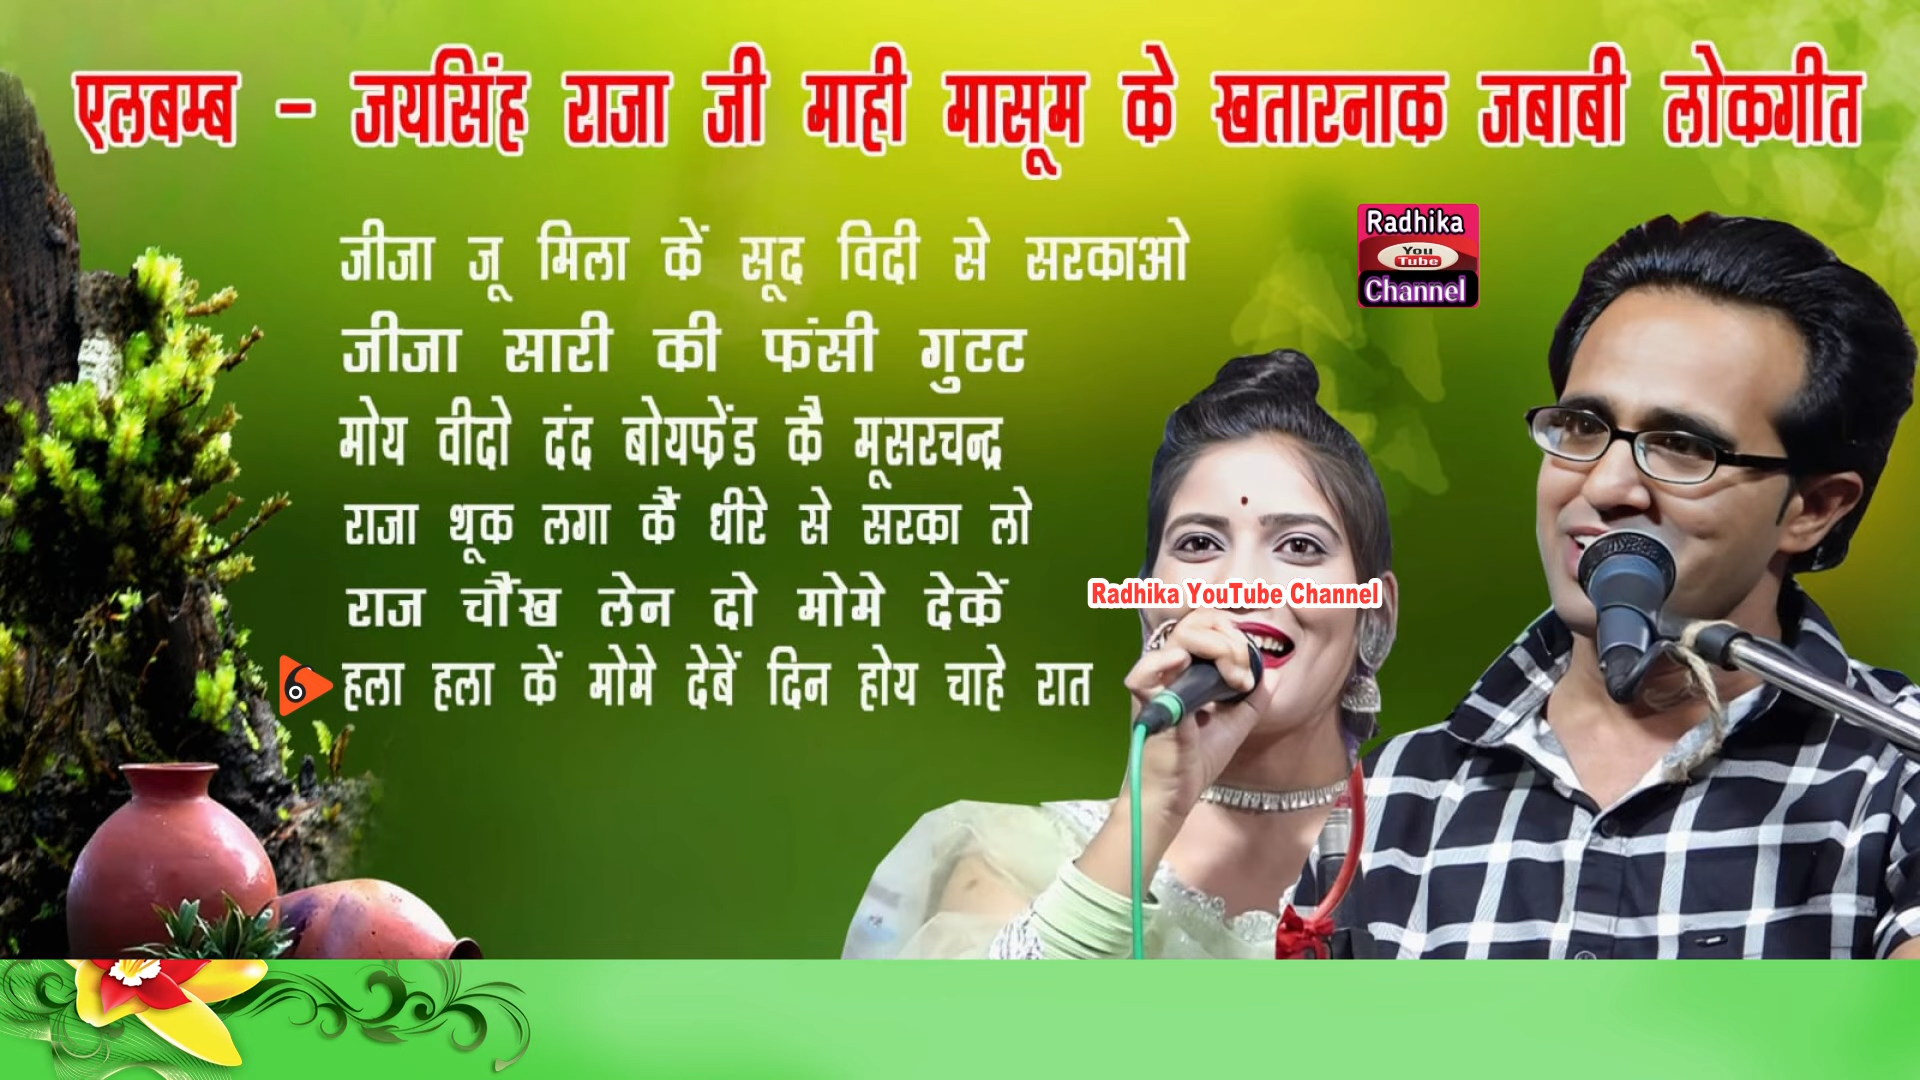 एलबम्ब - जयसिंह राजा जी माही मासूम के खतारनाक जबाबी लोकगीत
Radhika
You
Tube
Channel
जीजा जू मिला कें सूद विदी से सरकाओ
जीजा सारी की फंसी गुटट
मोय वीदो दंद बोयफ्रेंड कै मूसरचन्द्र
राजा थूक लगा कैं धीरे से सरका लो
राज चौंख लेन दो मोमे देकें
Radhika YouTube Channel
6 हला हला कें मोमे देबें दिन होय चाहे रात